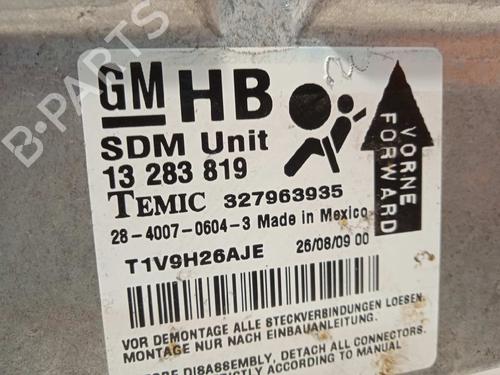 B-PARTS
GM HB
SDM Unit
13 283 819
TEMIC 327963935
28-4007-0604-3 Made in Mexico
T1V9H26AJE 26/08/09 00
VORNE
FORWARD
VOR DEMONTAGE ALLE STECKVERBINDUNGEN LOESEN.
MONTAGE NUR NACH EINBAUANLEITUNG.
DISASSEMBLY, DETACH ALL CONNECTORS.
STRICTLY ACCORDING TO MANUAL